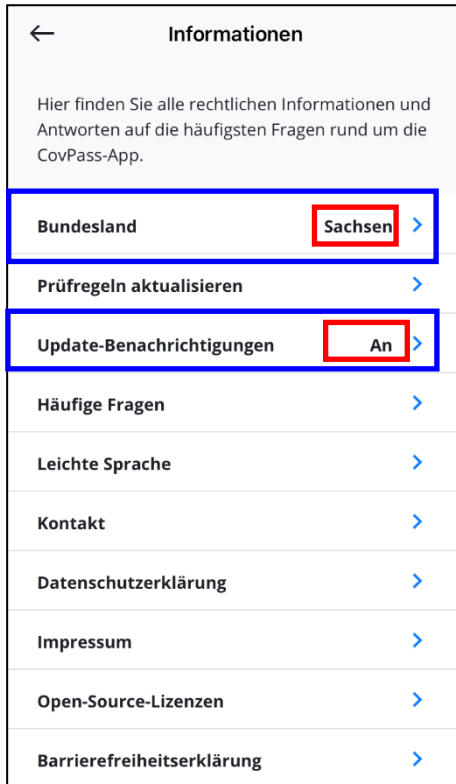 Informationen
Hier finden Sie alle rechtlichen Informationen und
Antworten auf die häufigsten Fragen rund um die
CovPass-App.
Bundesland Sachsen
Prüfregeln aktualisieren
Update-Benachrichtigungen An
Häufige Fragen
Leichte Sprache
Kontakt
Datenschutzerklärung
Impressum
Open-Source-Lizenzen
Barrierefreiheitserklärung